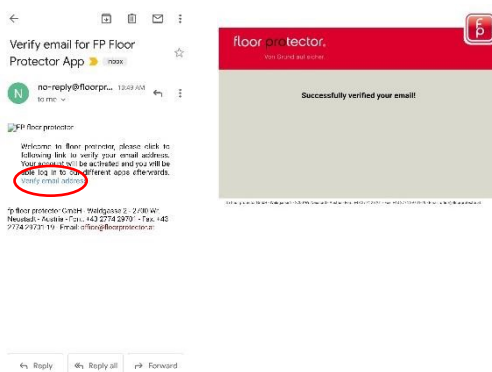 Verify email for FP Floor
Protector App
Inbox
N
no-reply@floorpr... 12:49 AM
to me
FP floor protector
Welcome to floor protector, please click to
following link to verify your email address.
Your account will be activated and you will be
able log in to our different apps afterwards.
Verify email address
fp floor protector GmbH - Waldgasse 2 - 2700 Wr.
Neustadt - Austria - Fon.: +43 2774 29701 - Fax: +43
2774 29701 19 - Email: office@floorprotector.at
Reply
Reply all
Forward
floor protector.
Von Grund auf sicher.
fp
Successfully verified your email!